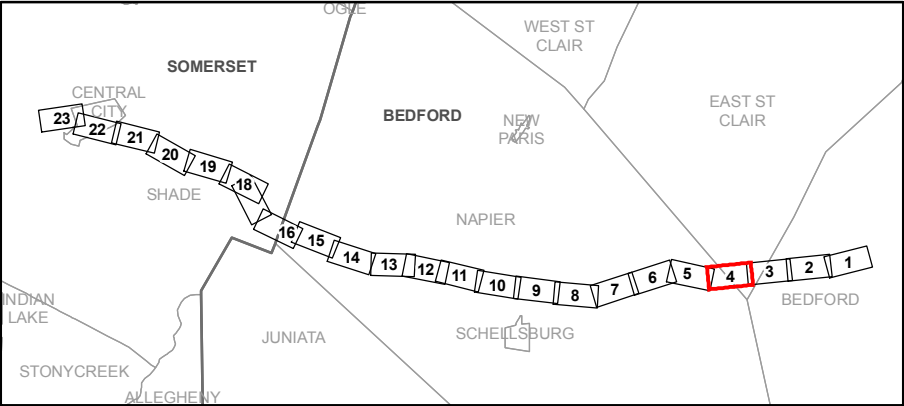 OGLE
WEST ST
CLAIR
SOMERSET
CENTRAL
CITY
EAST ST
CLAIR
BEDFORD
NEW
PARIS
23
22
21
20
19
18
SHADE
NAPIER
16
15
14
13
12
11
10
9
8
7
6
5
4
3
2
1
INDIAN
LAKE
BEDFORD
JUNIATA
SCHELLSBURG
STONYCREEK
ALLEGHENY